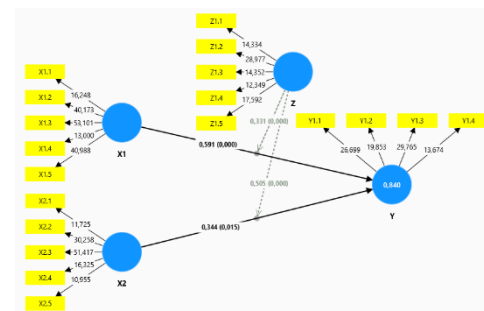 Z1.1
Z1.2
Z1.3
Z1.4
Z1.5
14,334
28,977
14,352
12,349
17,592
Z
X1.1
X1.2
X1.3
X1.4
X1.5
16,248
40,173
53,101
13,000
40,988
X1
0,331 (0,000)
0,591 (0,000)
0,505 (0,000)
0,344 (0,015)
Y1.1 Y1.2 Y1.3 Y1.4
26,699 19,853 29,765 13,674
0,840
Y
X2.1
X2.2
X2.3
X2.4
X2.5
11,725
30,258
51,417
16,325
10,955
X2